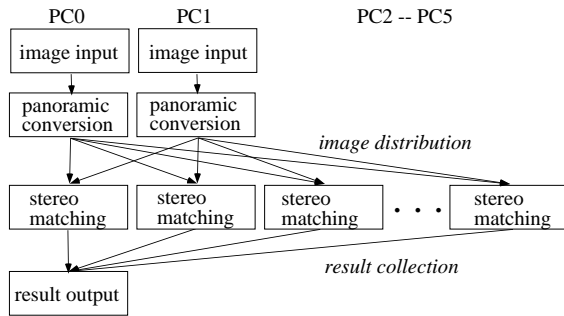 PC0 PC1 PC2 -- PC5
image input image input
panoramic conversion panoramic conversion
image distribution
stereo matching stereo matching stereo matching . . . stereo matching
result collection
result output